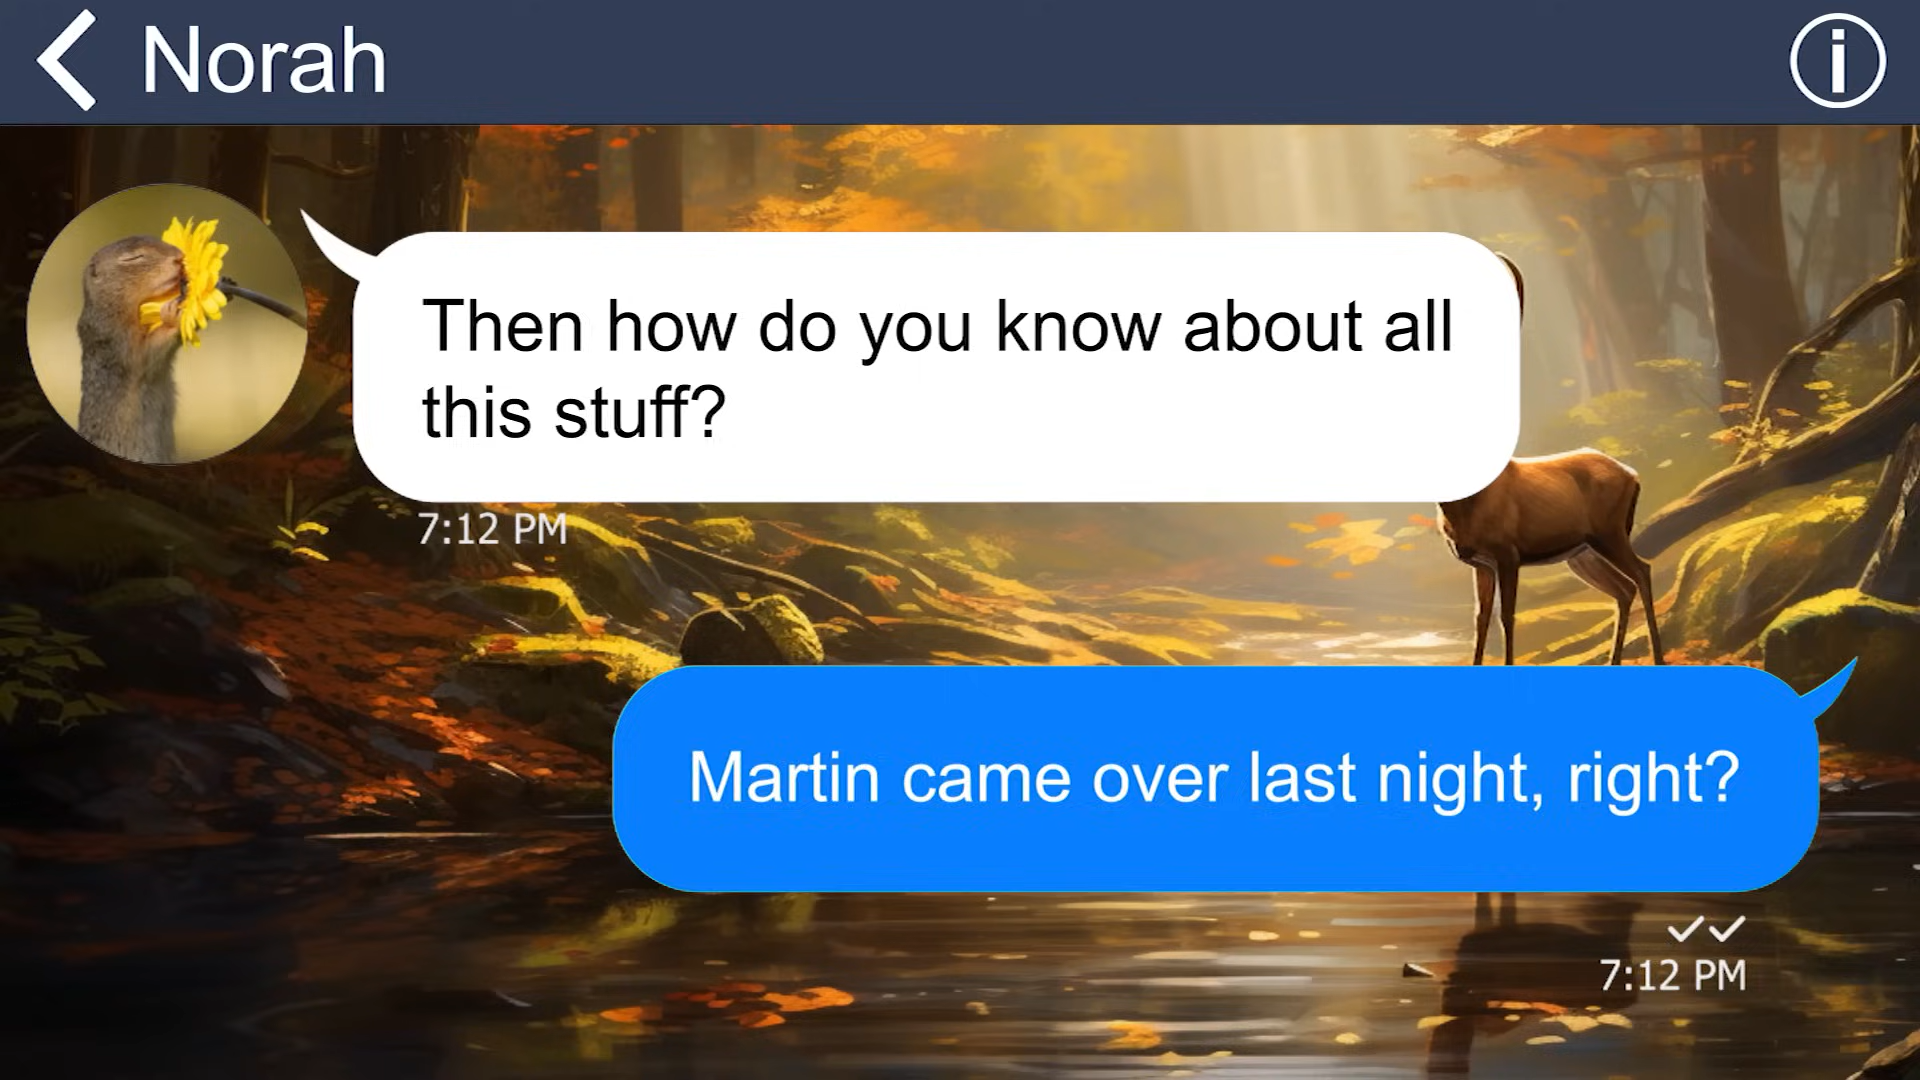 Norah
Then how do you know about all
this stuff?
7:12 PM
Martin came over last night, right?
7:12 PM